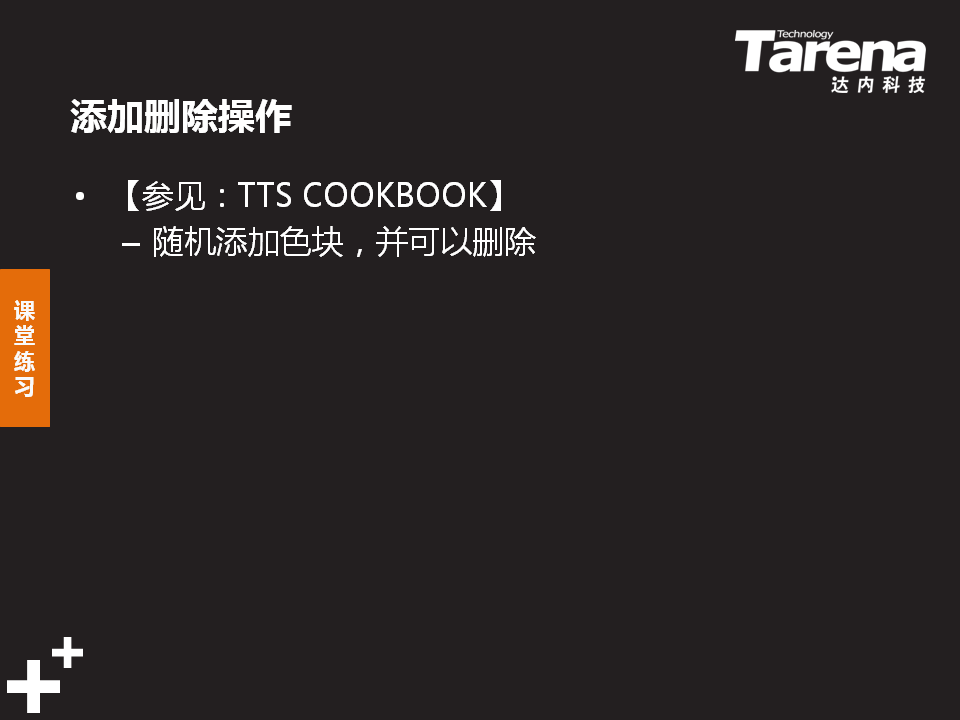 Technology
Tarena
达内科技
添加删除操作
• 【参见：TTS COOKBOOK】
– 随机添加色块，并可以删除
课
堂
练
习